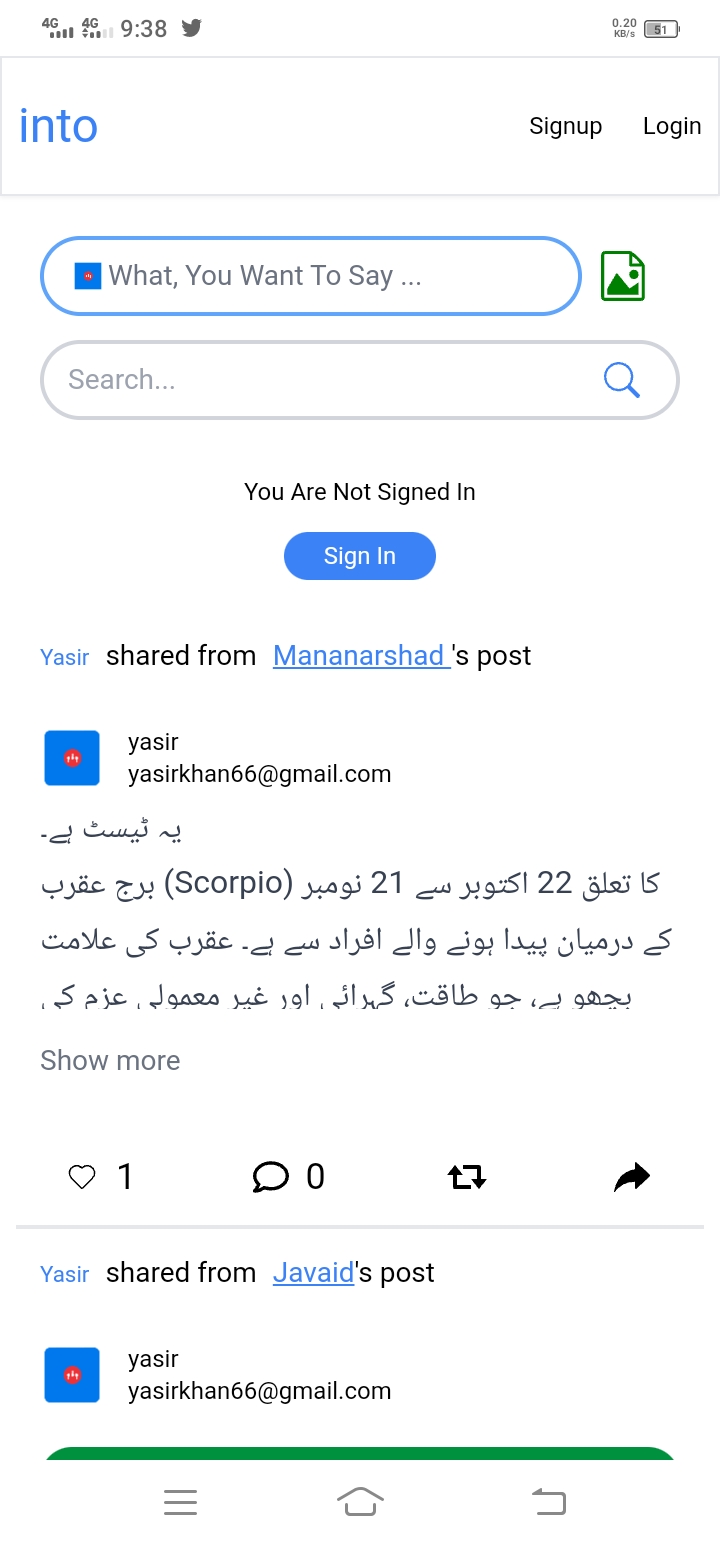 4G 4G 9:38 0.20 KB/s 51
into Signup Login
What, You Want To Say ...
Search...
You Are Not Signed In
Sign In
Yasir shared from Mananarshad 's post
yasir
yasirkhan66@gmail.com
یہ ٹیسٹ ہے۔
برج عقرب (Scorpio) کا تعلق 22 اکتوبر سے 21 نومبر
کے درمیان پیدا ہونے والے افراد سے ہے۔ عقرب کی علامت
بچھو ہے، جو طاقت، گہرائی اور غیر معمولی عزم کی
Show more
1 0
Yasir shared from Javaid's post
yasir
yasirkhan66@gmail.com